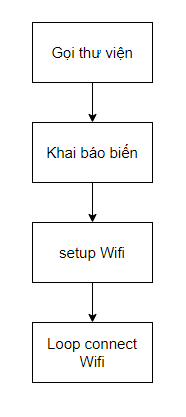 Gọi thư viện
Khai báo biến
setup Wifi
Loop connect
Wifi